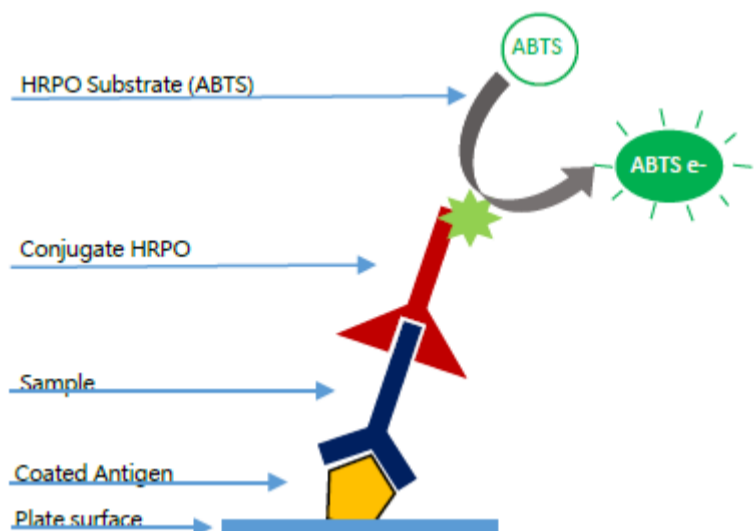 ABTS
HRPO Substrate (ABTS)
ABTS e-
Conjugate HRPO
Sample
Coated Antigen
Plate surface